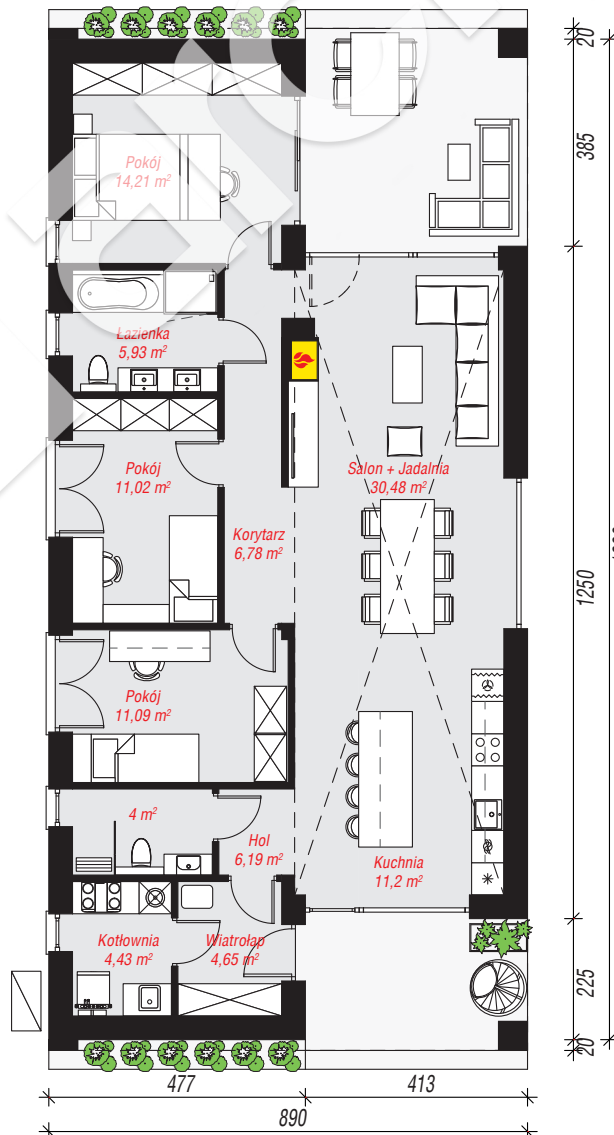 20
385
Pokój
14,21 m²
Łazienka
5,93 m²
Pokój
11,02 m²
Salon + Jadalnia
30,48 m²
Korytarz
6,78 m²
1250
Pokój
11,09 m²
4 m²
Hol
6,19 m²
Kuchnia
11,2 m²
Kotłownia
4,43 m²
Wiatrołap
4,65 m²
225
20
477
413
890